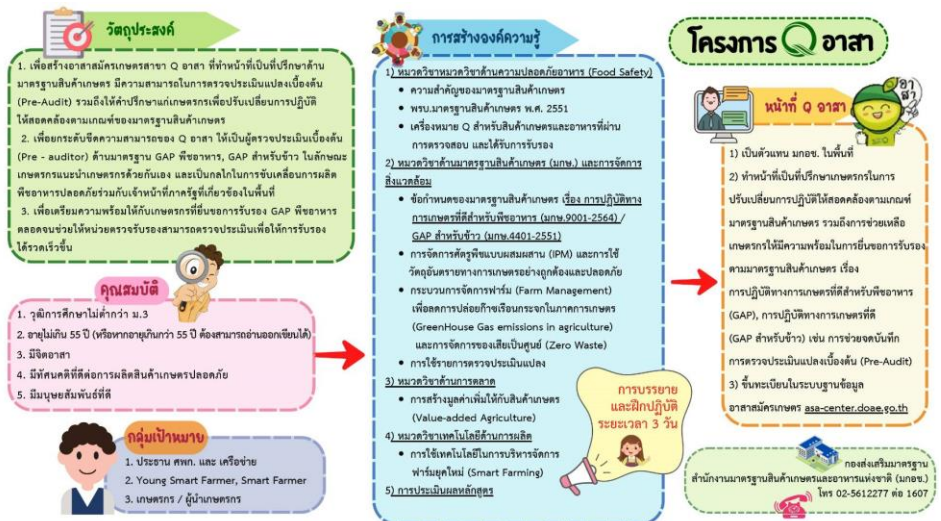 โครงการ Q อาสา
วัตถุประสงค์
1. เพื่อสร้างอาสาสมัครเกษตรสาขา Q อาสา ที่ทำหน้าที่เป็นที่ปรึกษาด้าน
มาตรฐานสินค้าเกษตร มีความสามารถในการตรวจประเมินแปลงเบื้องต้น
(Pre-Audit) รวมถึงให้คำปรึกษาแก่เกษตรกรเพื่อปรับเปลี่ยนการปฏิบัติ
ให้สอดคล้องตามเกณฑ์ของมาตรฐานสินค้าเกษตร
2. เพื่อยกระดับขีดความสามารถของ Q อาสา ให้เป็นผู้ตรวจประเมินเบื้องต้น
(Pre - auditor) ด้านมาตรฐาน GAP พืชอาหาร, GAP สำหรับข้าว ในลักษณะ
เกษตรกรแนะนำเกษตรกรด้วยกันเอง และเป็นกลไกในการขับเคลื่อนการผลิต
พืชอาหารปลอดภัยร่วมกับเจ้าหน้าที่ภาครัฐที่เกี่ยวข้องในพื้นที่
3. เพื่อเตรียมความพร้อมให้กับเกษตรกรที่ยื่นขอการรับรอง GAP พืชอาหาร
ตลอดจนช่วยให้หน่วยตรวจรับรองสามารถตรวจประเมินเพื่อให้การรับรอง
ได้รวดเร็วขึ้น
คุณสมบัติ
1. วุฒิการศึกษาไม่ต่ำกว่า ม.3
2. อายุไม่เกิน 55 ปี (หรือหากอายุเกินกว่า 55 ปี ต้องสามารถอ่านออกเขียนได้)
3. มีจิตอาสา
4. มีทัศนคติที่ดีต่อการผลิตสินค้าเกษตรปลอดภัย
5. มีมนุษยสัมพันธ์ที่ดี
กลุ่มเป้าหมาย
1. ประธาน ศพก. และ เครือข่าย
2. Young Smart Farmer, Smart Farmer
3. เกษตรกร / ผู้นำเกษตรกร
การสร้างองค์ความรู้
1) หมวดวิชาหมวดวิชาด้านความปลอดภัยอาหาร (Food Safety)
• ความสำคัญของมาตรฐานสินค้าเกษตร
• พรบ.มาตรฐานสินค้าเกษตร พ.ศ. 2551
• เครื่องหมาย Q สำหรับสินค้าเกษตรและอาหารที่ผ่าน
การตรวจสอบ และได้รับการรับรอง
2) หมวดวิชาด้านมาตรฐานสินค้าเกษตร (มกษ.) และการจัดการ
สิ่งแวดล้อม
• ข้อกำหนดของมาตรฐานสินค้าเกษตร เรื่อง การปฏิบัติทาง
การเกษตรที่ดีสำหรับพืชอาหาร (มกษ.9001-2564) /
GAP สำหรับข้าว (มกษ.4401-2551)
• การจัดการศัตรูพืชแบบผสมผสาน (IPM) และการใช้
วัตถุอันตรายทางการเกษตรอย่างถูกต้องและปลอดภัย
• กระบวนการจัดการฟาร์ม (Farm Management)
เพื่อลดการปล่อยก๊าซเรือนกระจกในภาคการเกษตร
(GreenHouse Gas emissions in agriculture)
และการจัดการของเสียเป็นศูนย์ (Zero Waste)
• การใช้รายการตรวจประเมินแปลง
3) หมวดวิชาด้านการตลาด
• การสร้างมูลค่าเพิ่มให้กับสินค้าเกษตร
(Value-added Agriculture)
4) หมวดวิชาเทคโนโลยีด้านการผลิต
• การใช้เทคโนโลยีในการบริหารจัดการ
ฟาร์มยุคใหม่ (Smart Farming)
5) การประเมินผลหลักสูตร
การบรรยาย
และฝึกปฏิบัติ
ระยะเวลา 3 วัน
หน้าที่ Q อาสา
อาสา
1) เป็นตัวแทน มกอช. ในพื้นที่
2) ทำหน้าที่เป็นที่ปรึกษาเกษตรกรในการ
ปรับเปลี่ยนการปฏิบัติให้สอดคล้องตามเกณฑ์
มาตรฐานสินค้าเกษตร รวมถึงการช่วยเหลือ
เกษตรกรให้มีความพร้อมในการยื่นขอการรับรอง
ตามมาตรฐานสินค้าเกษตร เรื่อง
การปฏิบัติทางการเกษตรที่ดีสำหรับพืชอาหาร
(GAP), การปฏิบัติทางการเกษตรที่ดี
(GAP สำหรับข้าว) เช่น การช่วยจดบันทึก
การตรวจประเมินแปลงเบื้องต้น (Pre-Audit)
3) ขึ้นทะเบียนในระบบฐานข้อมูล
อาสาสมัครเกษตร asa-center.doae.go.th
กองส่งเสริมมาตรฐาน
สำนักงานมาตรฐานสินค้าเกษตรและอาหารแห่งชาติ (มกอช.)
โทร 02-5612277 ต่อ 1607